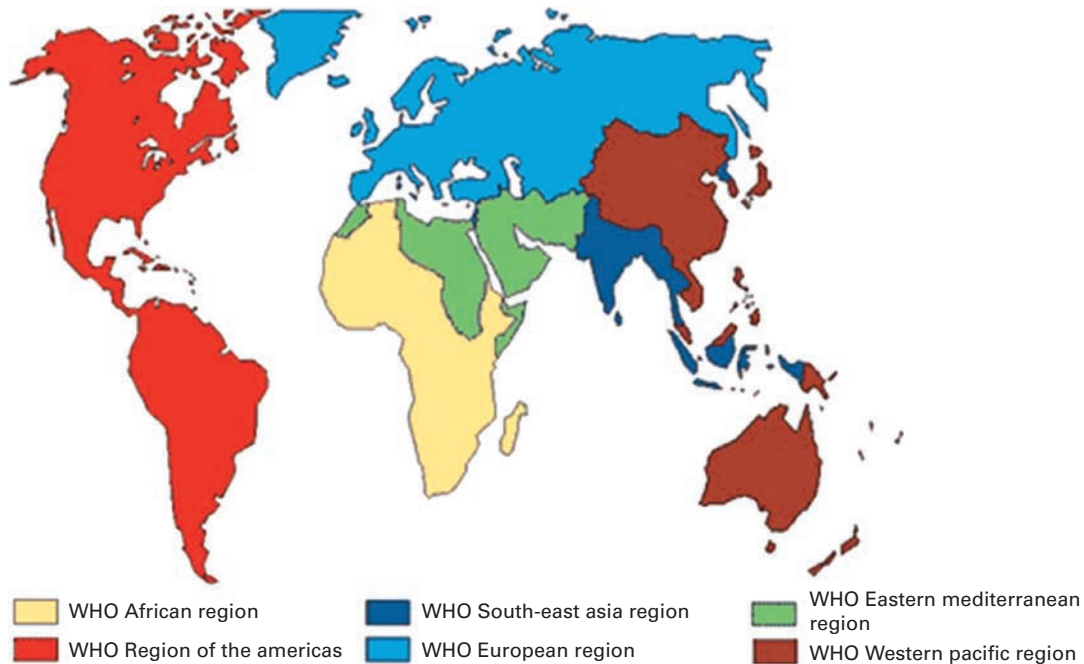 WHO African region
WHO Region of the americas
WHO South-east asia region
WHO European region
WHO Eastern mediterranean
region
WHO Western pacific region